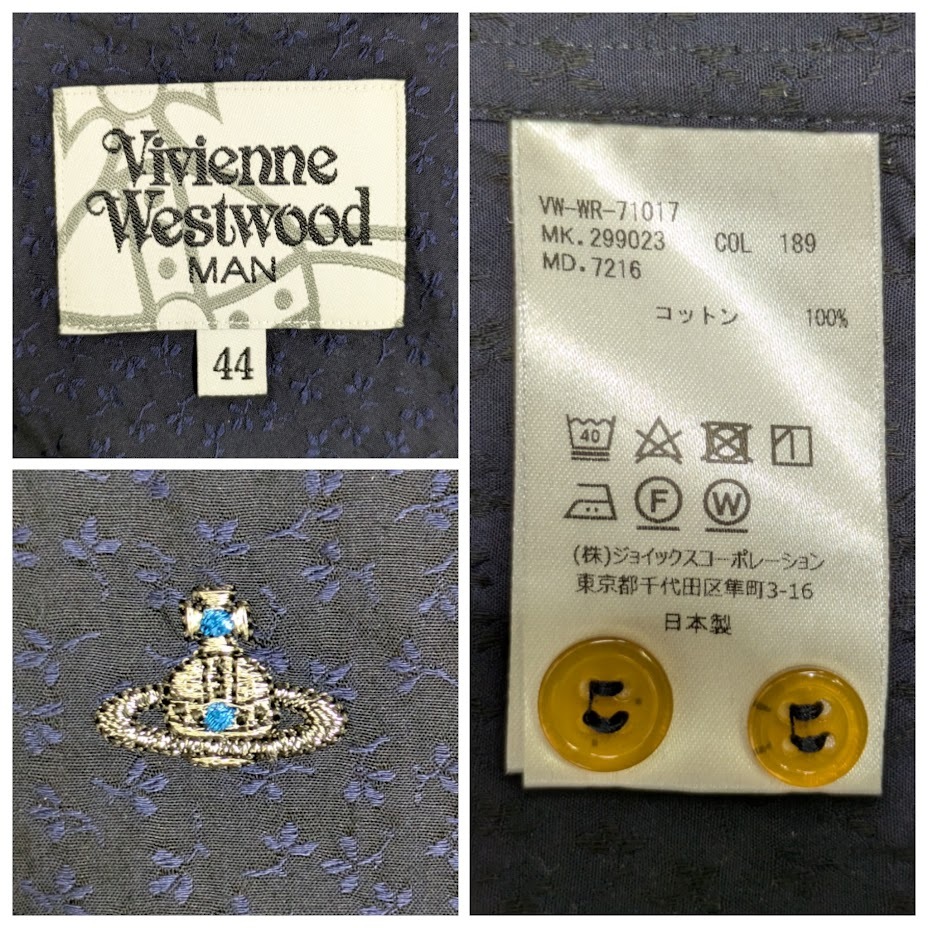 Vivienne
Westwood
MAN
44
VW-WR-71017
MK.299023 COL 189
MD.7216
コットン 100%
40
F W
(株)ジョイックスコーポレーション
東京都千代田区隼町3-16
日本製